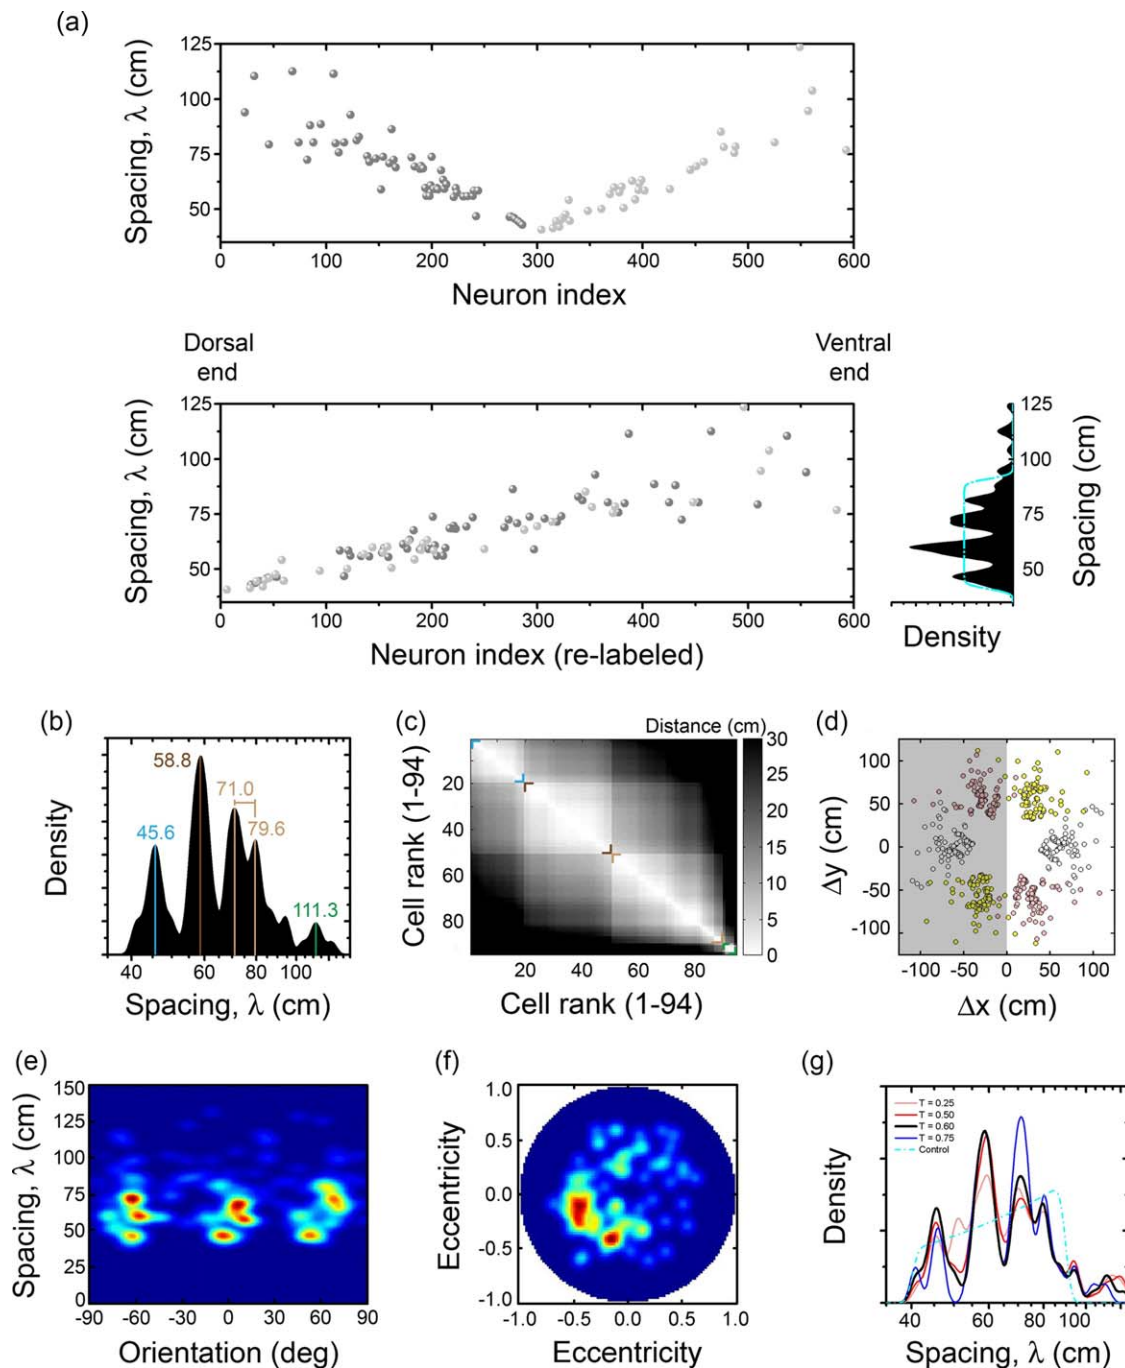 (a)
Spacing, λ (cm)
125
100
75
50
0 100 200 300 400 500 600
Neuron index
Dorsal end
Ventral end
Spacing, λ (cm)
125
100
75
50
0 100 200 300 400 500 600
Neuron index (re-labeled)
125
100
75
50
Spacing (cm)
Density
(b)
Density
58.8
71.0
45.6
79.6
111.3
40 60 80 100
Spacing, λ (cm)
(c)
Distance (cm)
Cell rank (1-94)
20
40
60
80
20 40 60 80
Cell rank (1-94)
30
25
20
15
10
5
0
(d)
Δy (cm)
100
50
0
-50
-100
-100 -50 0 50 100
Δx (cm)
(e)
Spacing, λ (cm)
150
125
100
75
50
25
0
-90 -60 -30 0 30 60 90
Orientation (deg)
(f)
Eccentricity
1.0
0.5
0.0
-0.5
-1.0
-1.0 -0.5 0.0 0.5 1.0
Eccentricity
(g)
Density
T = 0.25
T = 0.50
T = 0.60
T = 0.75
Control
40 60 80 100
Spacing, λ (cm)